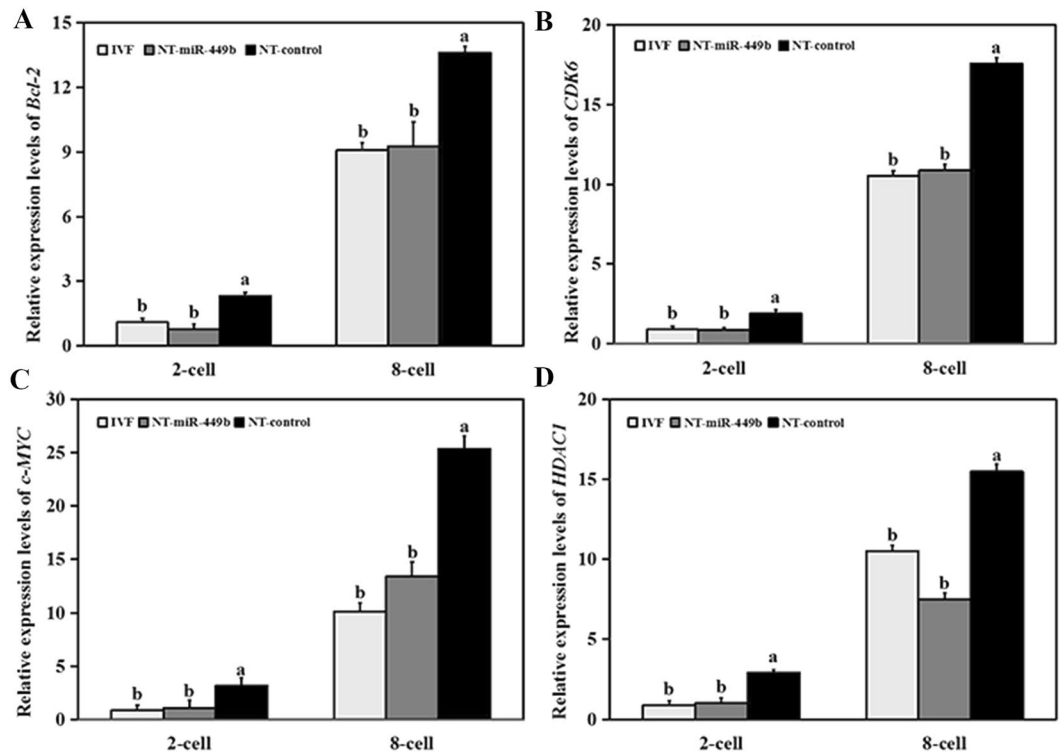 A
Relative expression levels of Bcl-2
15
12
9
6
3
0
IVF NT-miR-449b NT-control
b b a
b b a
2-cell 8-cell
B
Relative expression levels of CDK6
20
15
10
5
0
IVF NT-miR-449b NT-control
b b a
b b a
2-cell 8-cell
C
Relative expression levels of c-MYC
30
25
20
15
10
5
0
IVF NT-miR-449b NT-control
b b a
b b a
2-cell 8-cell
D
Relative expression levels of HDAC1
20
15
10
5
0
IVF NT-miR-449b NT-control
b b a
b b a
2-cell 8-cell